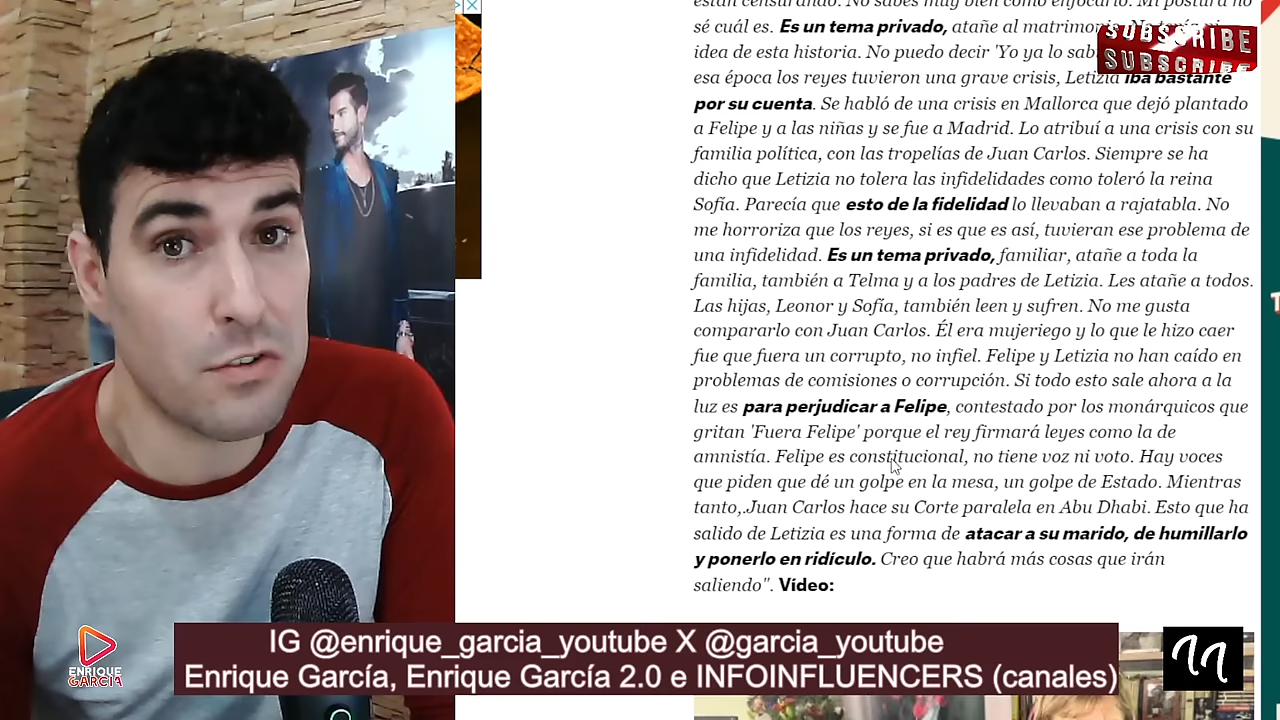 están censurando. No sabes muy bien cómo enfocarlo. Mi postura no
sé cuál es. Es un tema privado, atañe al matrimonio. No tenía ni
idea de esta historia. No puedo decir 'Yo ya lo sab
esa época los reyes tuvieron una grave crisis, Letizia iba bastante
por su cuenta. Se habló de una crisis en Mallorca que dejó plantado
a Felipe y a las niñas y se fue a Madrid. Lo atribuí a una crisis con su
familia política, con las tropelías de Juan Carlos. Siempre se ha
dicho que Letizia no tolera las infidelidades como toleró la reina
Sofía. Parecía que esto de la fidelidad lo llevaban a rajatabla. No
me horroriza que los reyes, si es que es así, tuvieran ese problema de
una infidelidad. Es un tema privado, familiar, atañe a toda la
familia, también a Telma y a los padres de Letizia. Les atañe a todos.
Las hijas, Leonor y Sofía, también leen y sufren. No me gusta
compararlo con Juan Carlos. Él era mujeriego y lo que le hizo caer
fue que fuera un corrupto, no infiel. Felipe y Letizia no han caído en
problemas de comisiones o corrupción. Si todo esto sale ahora a la
luz es para perjudicar a Felipe, contestado por los monárquicos que
gritan 'Fuera Felipe' porque el rey firmará leyes como la de
amnistía. Felipe es constitucional, no tiene voz ni voto. Hay voces
que piden que dé un golpe en la mesa, un golpe de Estado. Mientras
tanto,.Juan Carlos hace su Corte paralela en Abu Dhabi. Esto que ha
salido de Letizia es una forma de atacar a su marido, de humillarlo
y ponerlo en ridículo. Creo que habrá más cosas que irán
saliendo". Vídeo:
SUBSCRIBE
SUBSCRIBE
IG @enrique_garcia_youtube X @garcia_youtube
Enrique García, Enrique García 2.0 e INFOINFLUENCERS (canales)
ENRIQUE
GARCÍA